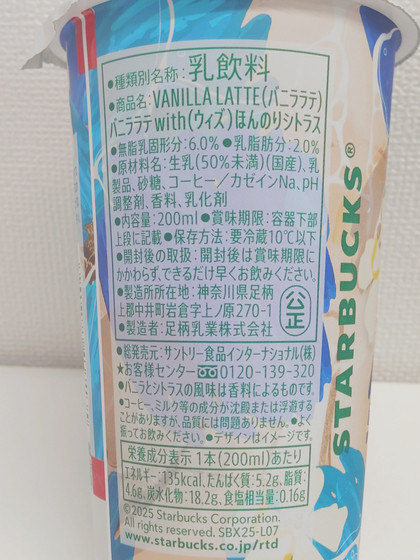 ●種類別名称：乳飲料
●商品名：VANILLA LATTE(バニララテ)
バニララテ with(ウィズ)ほんのりシトラス
●無脂乳固形分：6.0% ●乳脂肪分：2.0%
●原材料名：生乳(50%未満)(国産)、乳
製品、砂糖、コーヒー／カゼインNa、pH
調整剤、香料、乳化剤
●内容量：200ml ●賞味期限：容器下部
上段に記載 ●保存方法：要冷蔵10℃以下
●開封後の取扱：開封後は賞味期限に
かかわらず、できるだけ早くお飲みください。
●製造所所在地：神奈川県足柄
上郡中井町岩倉字上ノ原270-1
●製造者：足柄乳業株式会社
公正
●総発売元：サントリー食品インターナショナル(株)
★お客様センター 0120-139-320
●バニラとシトラスの風味は香料によるものです。
●コーヒー、ミルク等の成分が沈殿または浮遊する
ことがありますが、品質には問題ありません。●よく
振ってお飲みください。●デザインはイメージです。
栄養成分表示 1本(200ml)あたり
エネルギー：135kcal、たんぱく質：5.2g、脂質：
4.6g、炭水化物：18.2g、食塩相当量：0.16g
©2025 Starbucks Corporation.
All rights reserved. SBX25-L07
www.starbucks.co.jp/rtd
STARBUCKS®